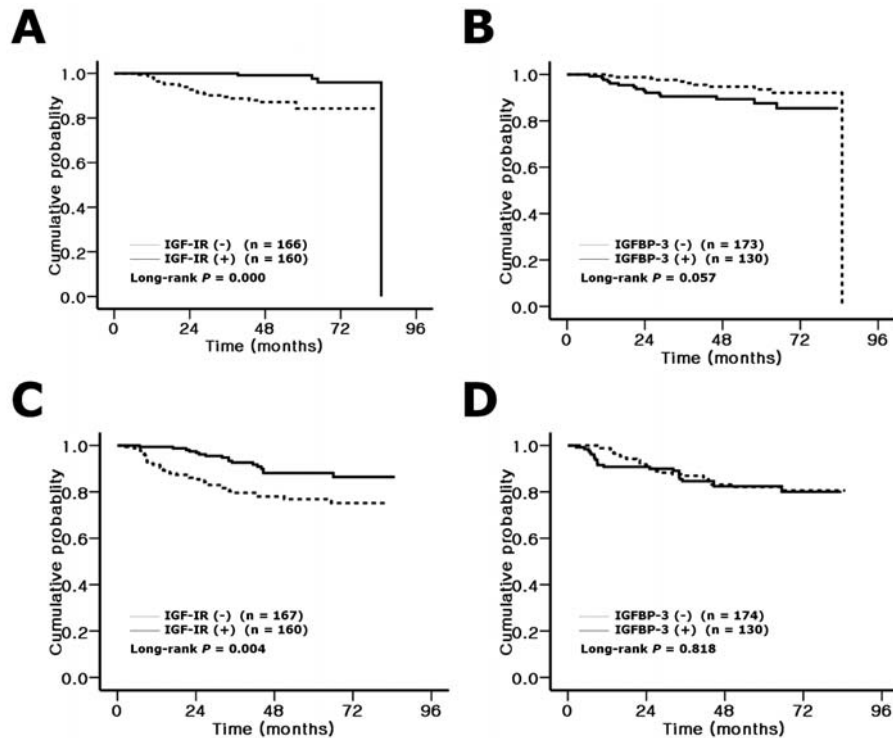 A
Cumulative probability
1.0
0.8
0.6
0.4
0.2
0.0
IGF-IR (-) (n = 166)
IGF-IR (+) (n = 160)
Long-rank P = 0.000
0 24 48 72 96
Time (months)
B
Cumulative probability
1.0
0.8
0.6
0.4
0.2
0.0
IGFBP-3 (-) (n = 173)
IGFBP-3 (+) (n = 130)
Long-rank P = 0.057
0 24 48 72 96
Time (months)
C
Cumulative probability
1.0
0.8
0.6
0.4
0.2
0.0
IGF-IR (-) (n = 167)
IGF-IR (+) (n = 160)
Long-rank P = 0.004
0 24 48 72 96
Time (months)
D
Cumulative probability
1.0
0.8
0.6
0.4
0.2
0.0
IGFBP-3 (-) (n = 174)
IGFBP-3 (+) (n = 130)
Long-rank P = 0.818
0 24 48 72 96
Time (months)